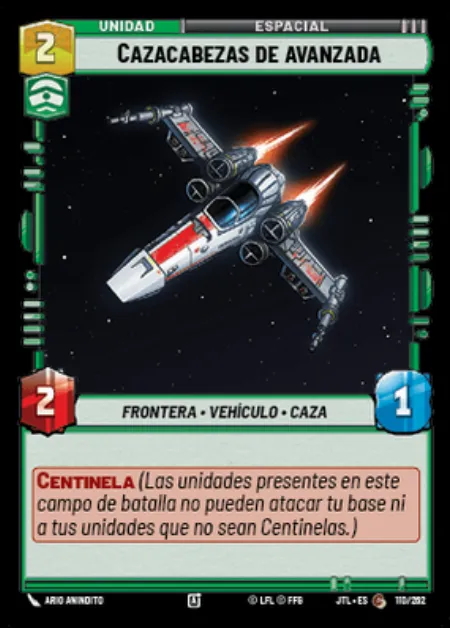 UNIDAD
ESPACIAL
2
CAZACABEZAS DE AVANZADA
2
FRONTERA • VEHÍCULO • CAZA
1
CENTINELA (Las unidades presentes en este
campo de batalla no pueden atacar tu base ni
a tus unidades que no sean Centinelas.)
ARIO ANINDITO
© LFL © FFG
JTL • ES
110/262